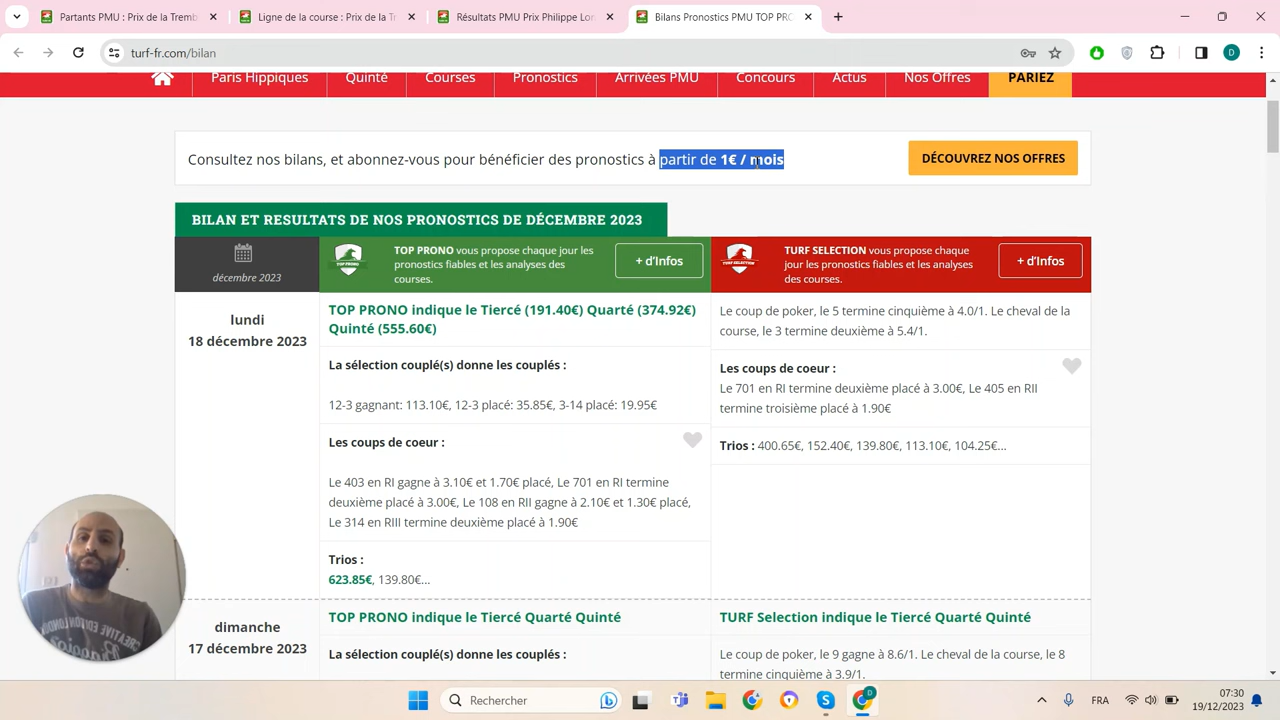 Partants PMU : Prix de la Tremb
Ligne de la course : Prix de la Tr
Résultats PMU Prix Philippe Lor
Bilans Pronostics PMU TOP PRO
turf-fr.com/bilan
D
Paris Hippiques
Quinté
Courses
Pronostics
Arrivées PMU
Concours
Actus
Nos Offres
PARIEZ
Consultez nos bilans, et abonnez-vous pour bénéficier des pronostics à partir de 1€ / mois
DÉCOUVREZ NOS OFFRES
BILAN ET RESULTATS DE NOS PRONOSTICS DE DÉCEMBRE 2023
décembre 2023
TOP PRONO
TOP PRONO vous propose chaque jour les
pronostics fiables et les analyses des
courses.
+ d'Infos
TURF SELECTION
TURF SELECTION vous propose chaque
jour les pronostics fiables et les analyses
des courses.
+ d'Infos
lundi
18 décembre 2023
TOP PRONO indique le Tiercé (191.40€) Quarté (374.92€)
Quinté (555.60€)
La sélection couplé(s) donne les couplés :
12-3 gagnant: 113.10€, 12-3 placé: 35.85€, 3-14 placé: 19.95€
Les coups de coeur :
Le 403 en RI gagne à 3.10€ et 1.70€ placé, Le 701 en RI termine
deuxième placé à 3.00€, Le 108 en RII gagne à 2.10€ et 1.30€ placé,
Le 314 en RIII termine deuxième placé à 1.90€
Trios :
623.85€, 139.80€...
Le coup de poker, le 5 termine cinquième à 4.0/1. Le cheval de la
course, le 3 termine deuxième à 5.4/1.
Les coups de coeur :
Le 701 en RI termine deuxième placé à 3.00€, Le 405 en RII
termine troisième placé à 1.90€
Trios : 400.65€, 152.40€, 139.80€, 113.10€, 104.25€...
dimanche
17 décembre 2023
TOP PRONO indique le Tiercé Quarté Quinté
La sélection couplé(s) donne les couplés :
TURF Selection indique le Tiercé Quarté Quinté
Le coup de poker, le 9 gagne à 8.6/1. Le cheval de la course, le 8
termine cinquième à 3.9/1.
Rechercher
D
FRA
07:30
19/12/2023